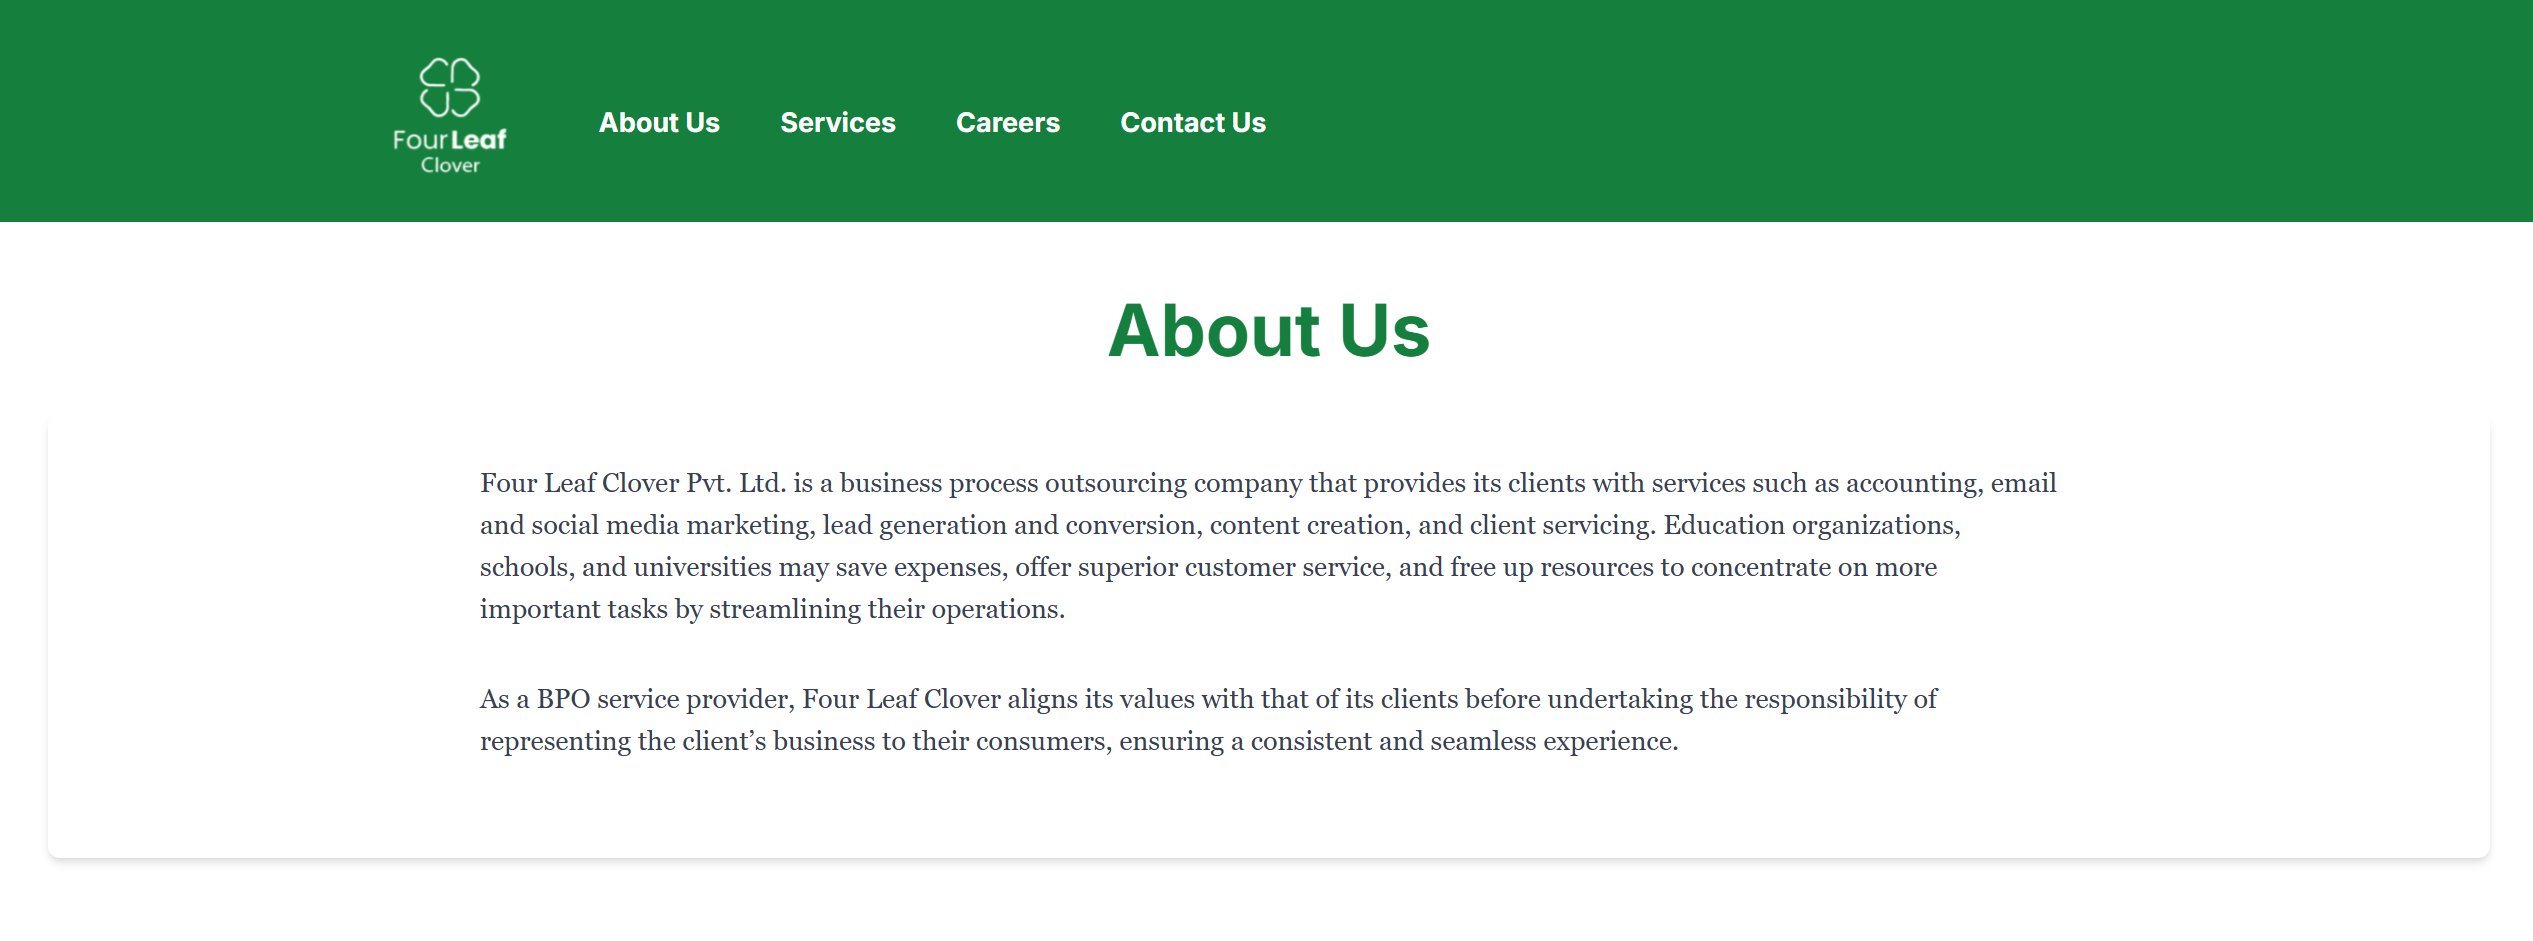 Four Leaf
Clover
About Us
Services
Careers
Contact Us
About Us
Four Leaf Clover Pvt. Ltd. is a business process outsourcing company that provides its clients with services such as accounting, email
and social media marketing, lead generation and conversion, content creation, and client servicing. Education organizations,
schools, and universities may save expenses, offer superior customer service, and free up resources to concentrate on more
important tasks by streamlining their operations.
As a BPO service provider, Four Leaf Clover aligns its values with that of its clients before undertaking the responsibility of
representing the client’s business to their consumers, ensuring a consistent and seamless experience.